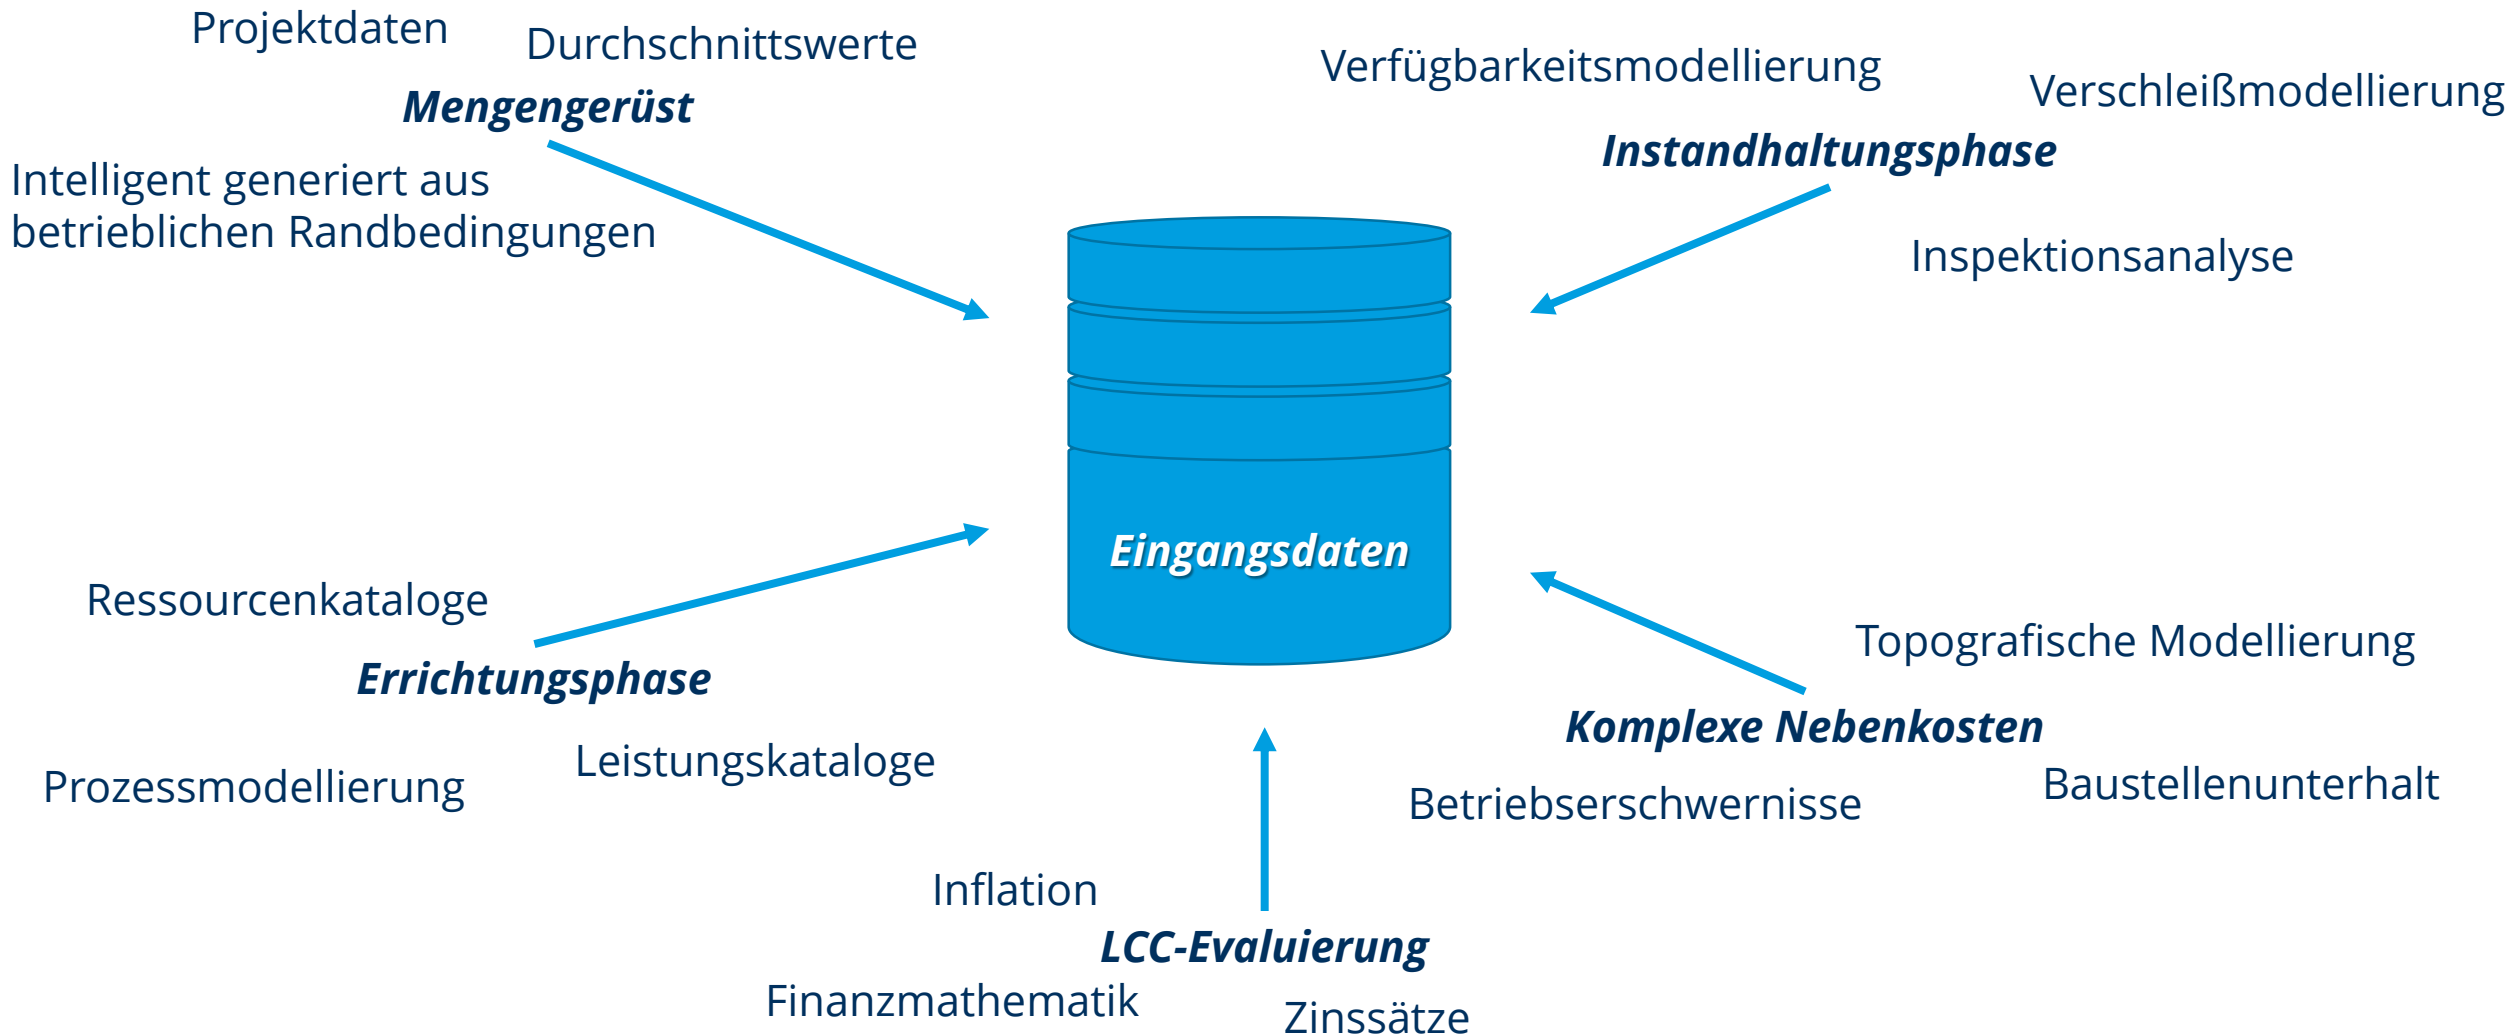 Projektdaten
Durchschnittswerte
Mengengerüst
Intelligent generiert aus
betrieblichen Randbedingungen
Verfügbarkeitsmodellierung
Verschleißmodellierung
Instandhaltungsphase
Inspektionsanalyse
Eingangsdaten
Ressourcenkataloge
Errichtungsphase
Leistungskataloge
Prozessmodellierung
Topografische Modellierung
Komplexe Nebenkosten
Baustellenunterhalt
Betriebserschwernisse
Inflation
LCC-Evaluierung
Finanzmathematik
Zinssätze